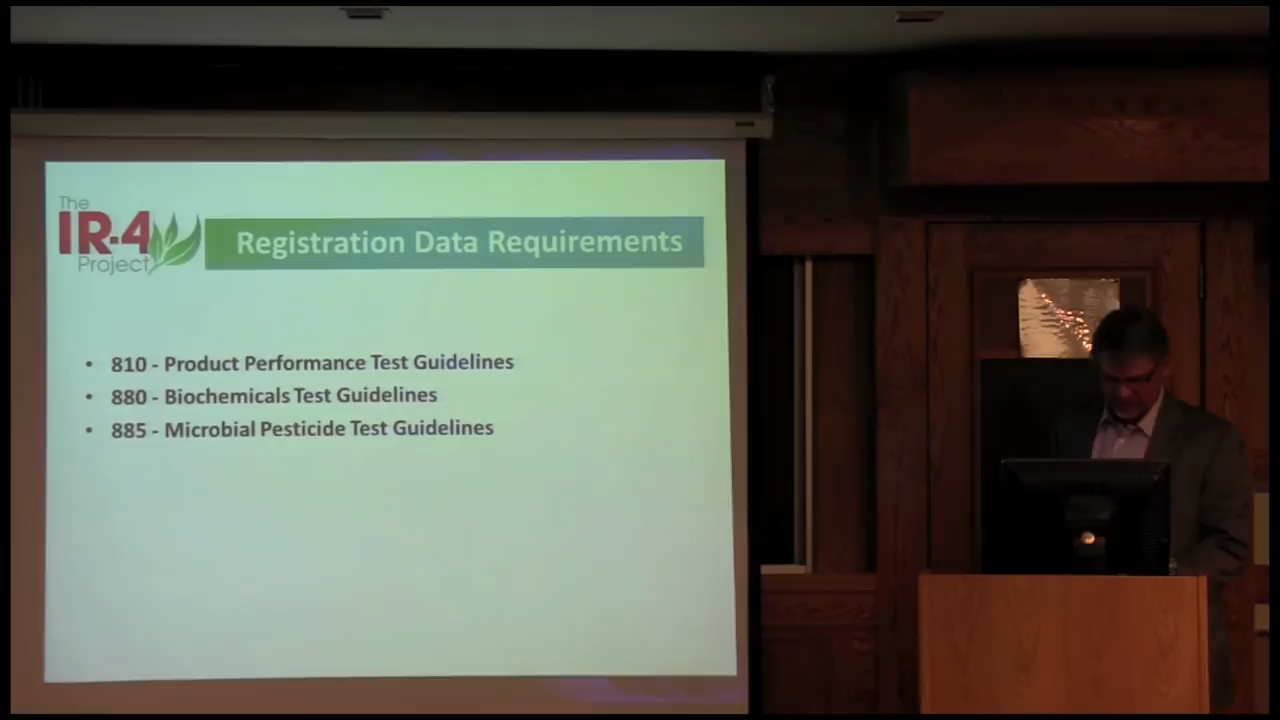 The
IR-4
Project
Registration Data Requirements
• 810 - Product Performance Test Guidelines
• 880 - Biochemicals Test Guidelines
• 885 - Microbial Pesticide Test Guidelines